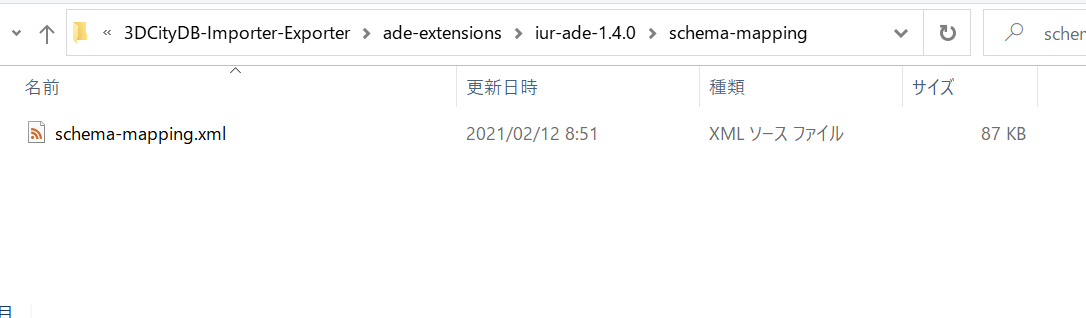 « 3DCityDB-Importer-Exporter > ade-extensions > iur-ade-1.4.0 > schema-mapping
schem
名前 更新日時 種類 サイズ
schema-mapping.xml 2021/02/12 8:51 XML ソース ファイル 87 KB